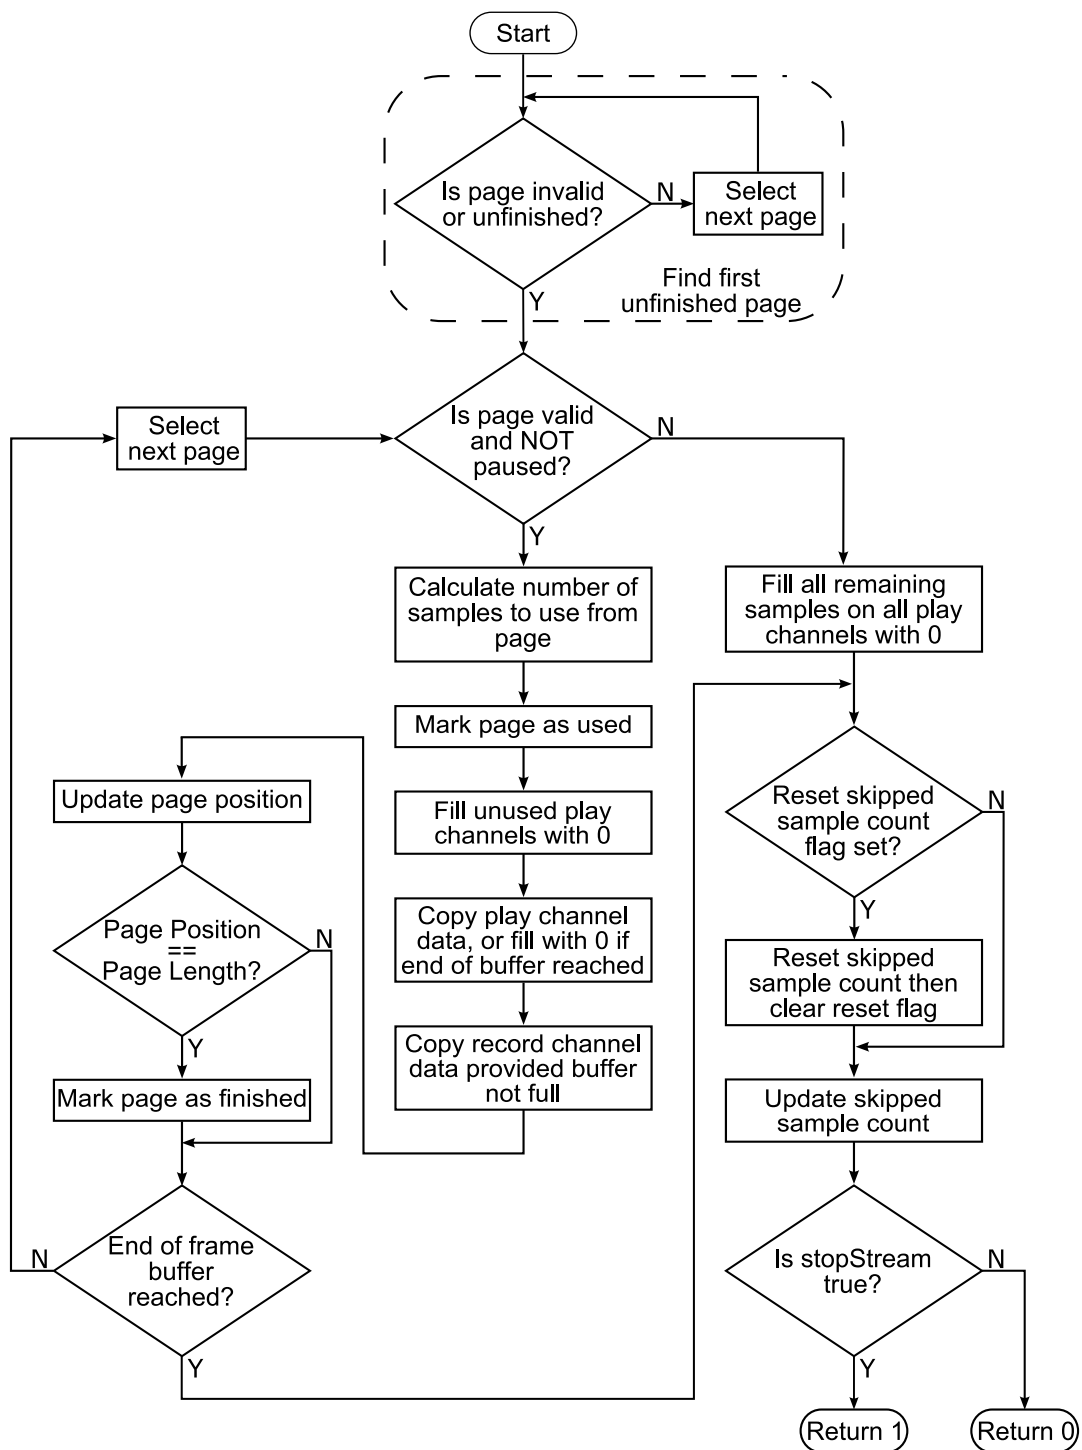 Start
Is page invalid
or unfinished?
N
Select
next page
Find first
unfinished page
Y
Select
next page
Is page valid
and NOT
paused?
N
Y
Calculate number of
samples to use from
page
Fill all remaining
samples on all play
channels with 0
Mark page as used
Update page position
Fill unused play
channels with 0
Reset skipped
sample count
flag set?
N
Y
Page Position
==
Page Length?
N
Y
Copy play channel
data, or fill with 0 if
end of buffer reached
Reset skipped
sample count then
clear reset flag
Copy record channel
data provided buffer
not full
Mark page as finished
Update skipped
sample count
End of frame
buffer
reached?
N
Y
Is stopStream
true?
N
Y
Return 1
Return 0